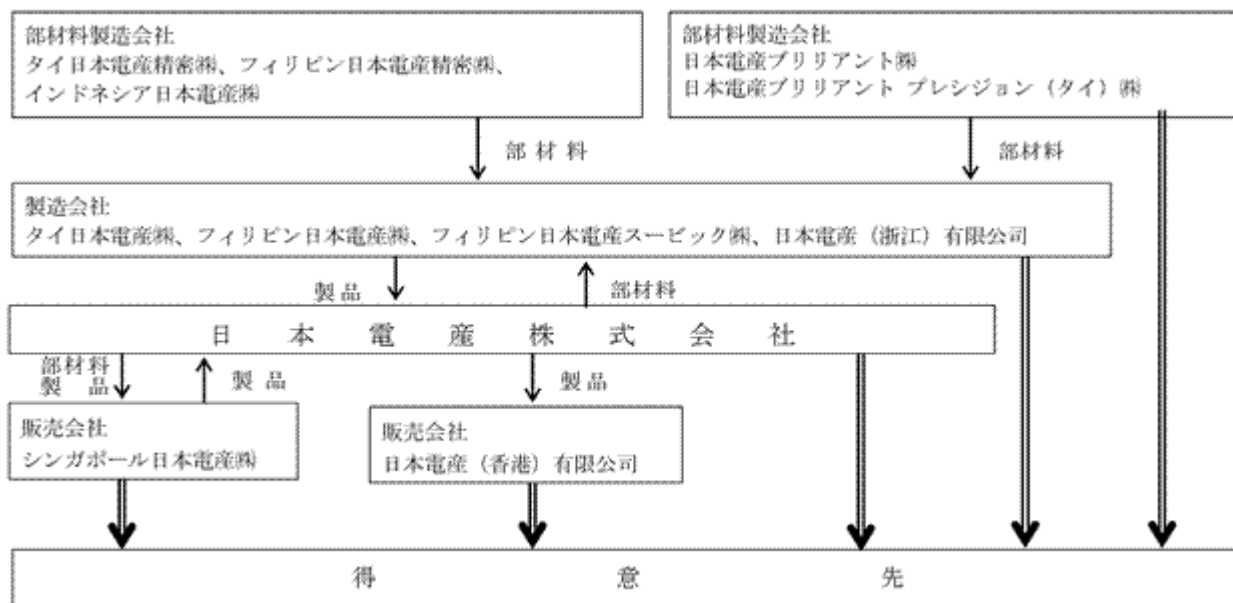 部材料製造会社
タイ日本電産精密㈱、フィリピン日本電産精密㈱、
インドネシア日本電産㈱
部材料製造会社
日本電産ブリリアント㈱
日本電産ブリリアント プレシジョン（タイ）㈱
部材料
部材料
製造会社
タイ日本電産㈱、フィリピン日本電産㈱、フィリピン日本電産スービック㈱、日本電産（浙江）有限公司
製品
部材料
日本電産株式会社
部材料
製品
製品
製品
販売会社
シンガポール日本電産㈱
販売会社
日本電産（香港）有限公司
得意先